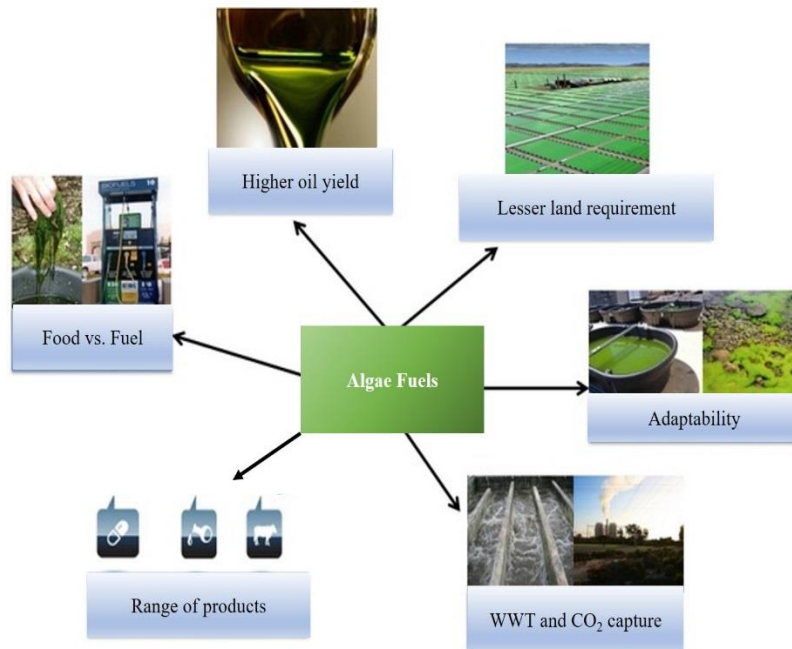 Higher oil yield
Lesser land requirement
BIOFUELS
Food vs. Fuel
Algae Fuels
Adaptability
Range of products
WWT and CO₂ capture